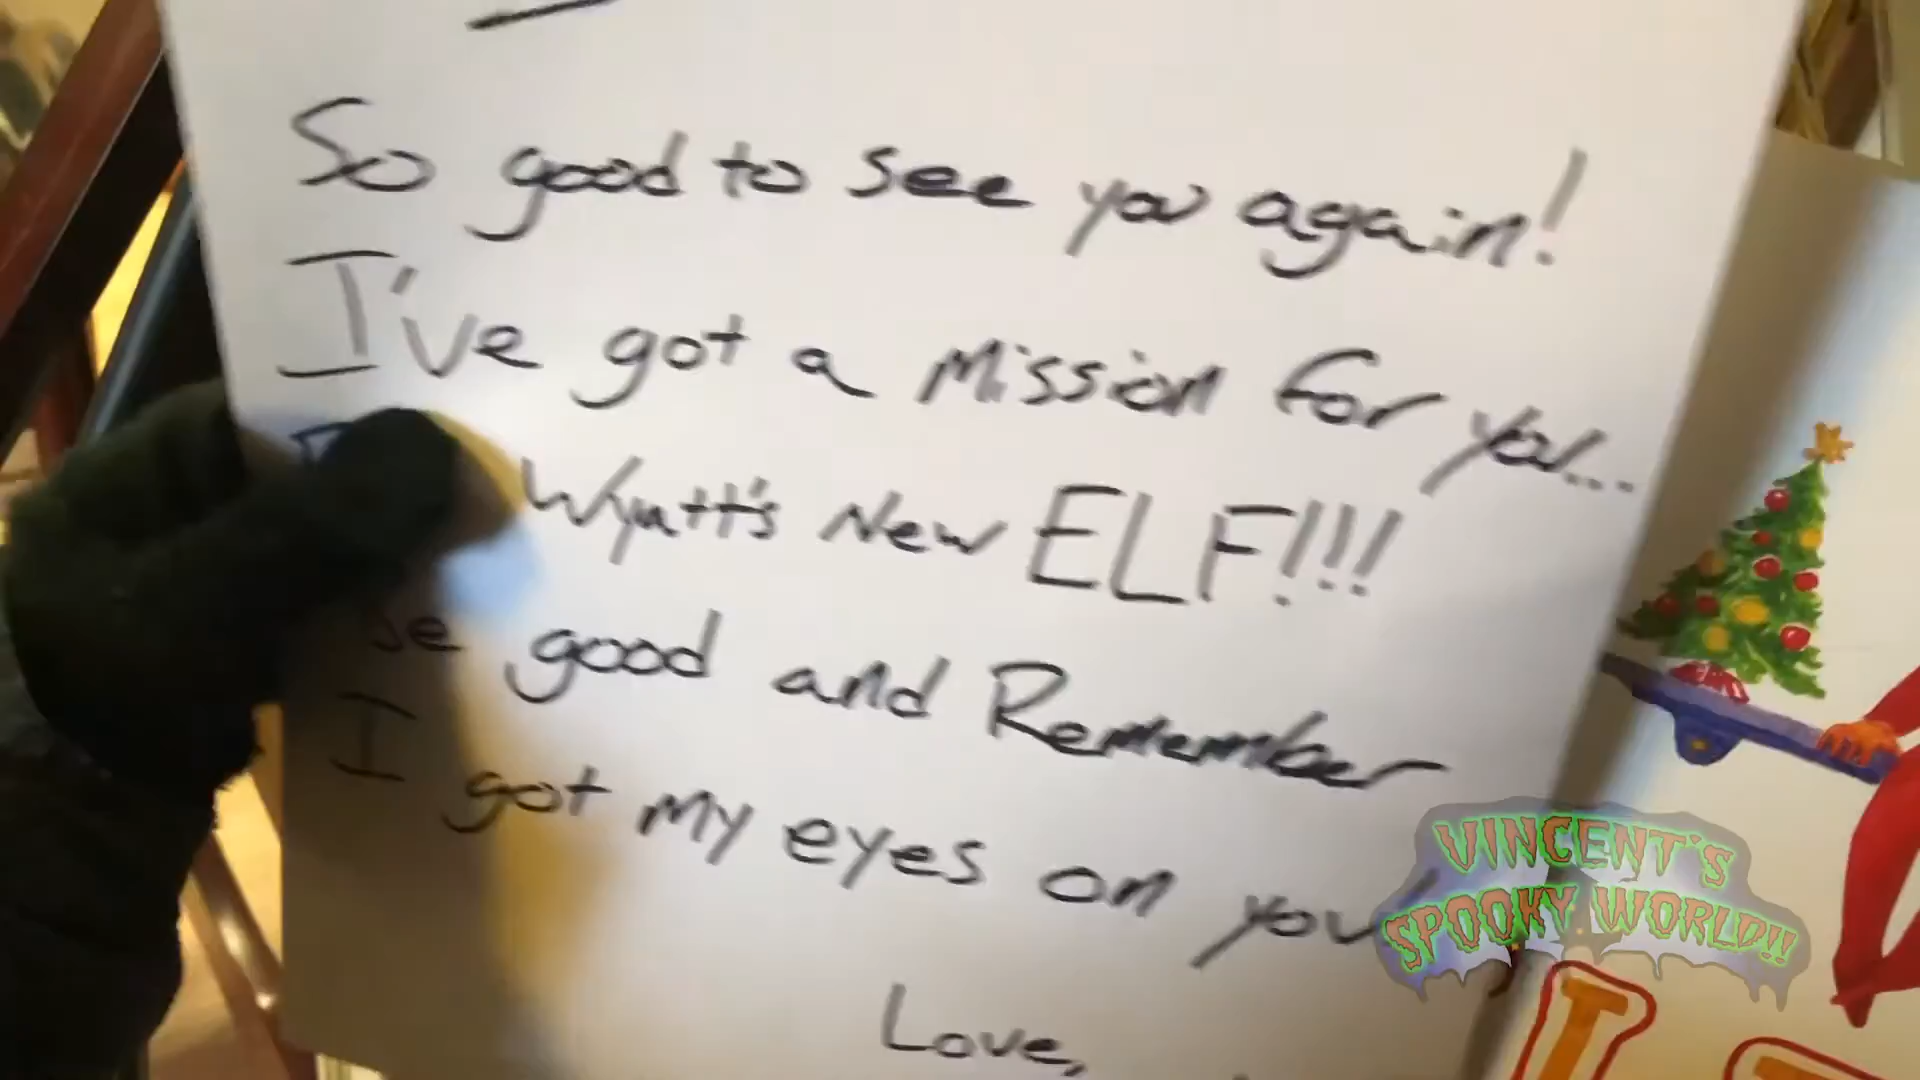 So good to see you again!
I've got a Mission for you...
Wyatt's New ELF!!!
good and Remember
I got My eyes on you
Love,
VINCENT'S
SPOOKY WORLD!!